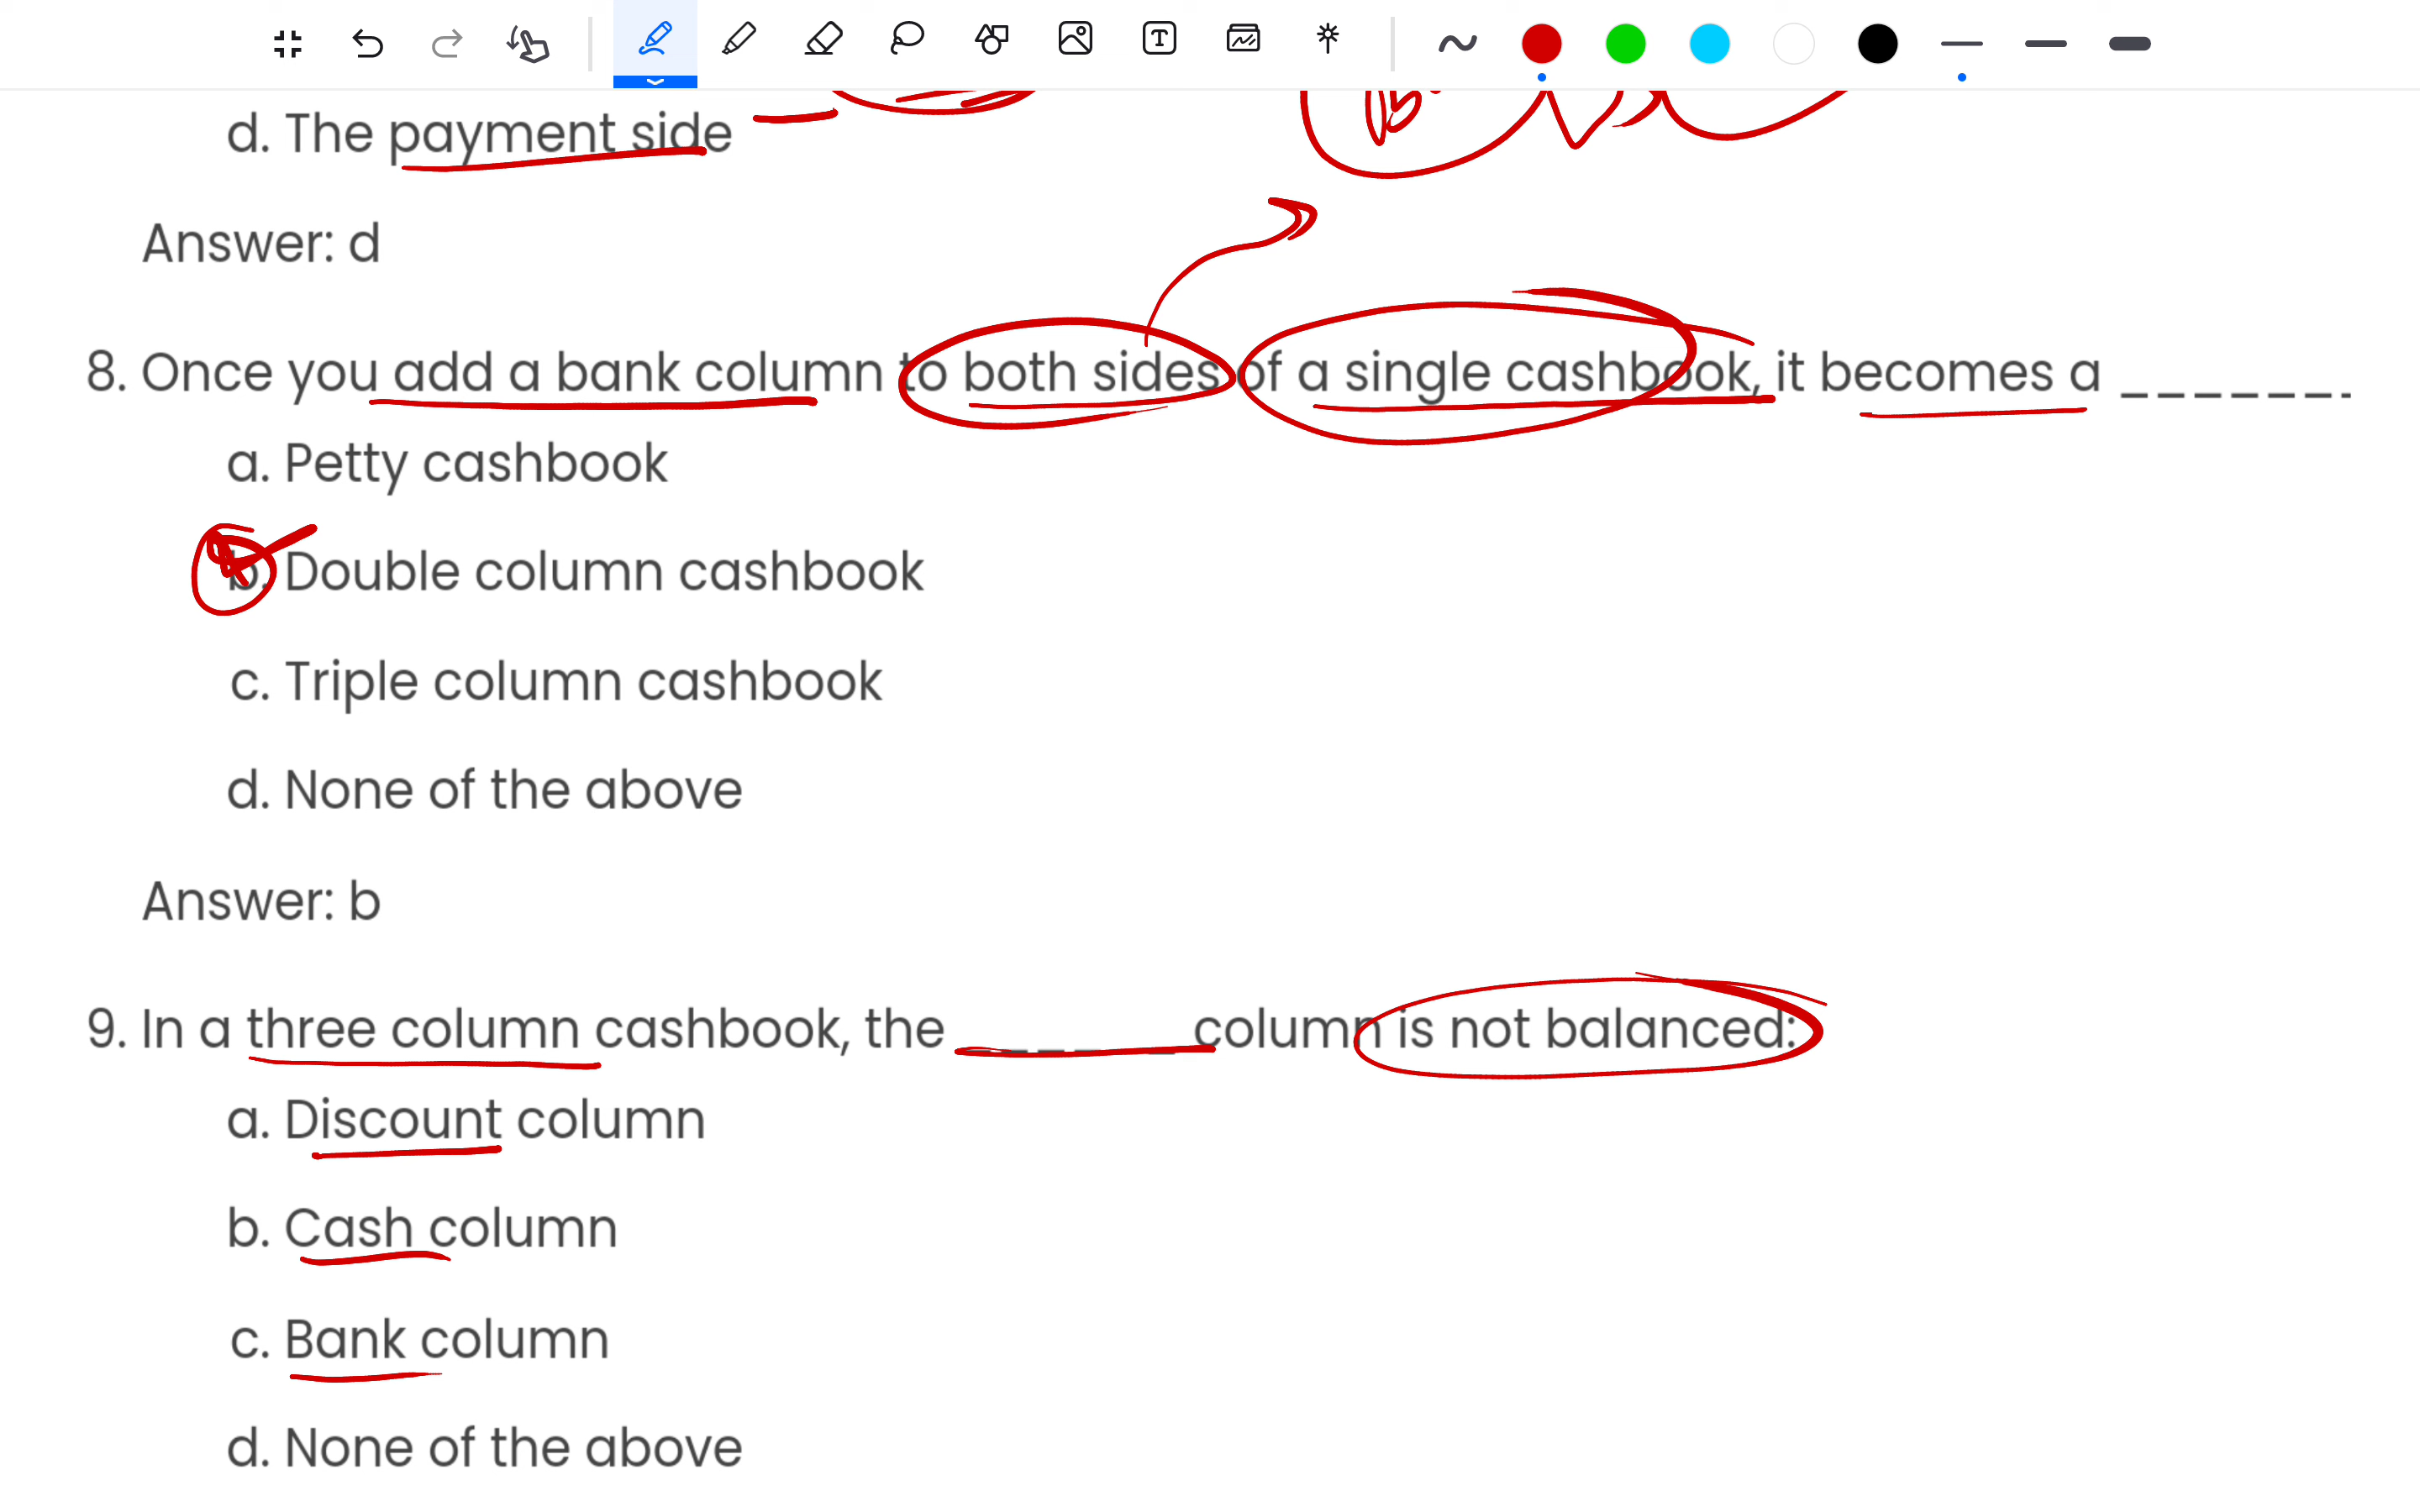 d. The payment side
Answer: d
8. Once you add a bank column to both sides of a single cashbook, it becomes a _ _ _ _ _ _ .
a. Petty cashbook
b. Double column cashbook
c. Triple column cashbook
d. None of the above
Answer: b
9. In a three column cashbook, the ______ column is not balanced:
a. Discount column
b. Cash column
c. Bank column
d. None of the above